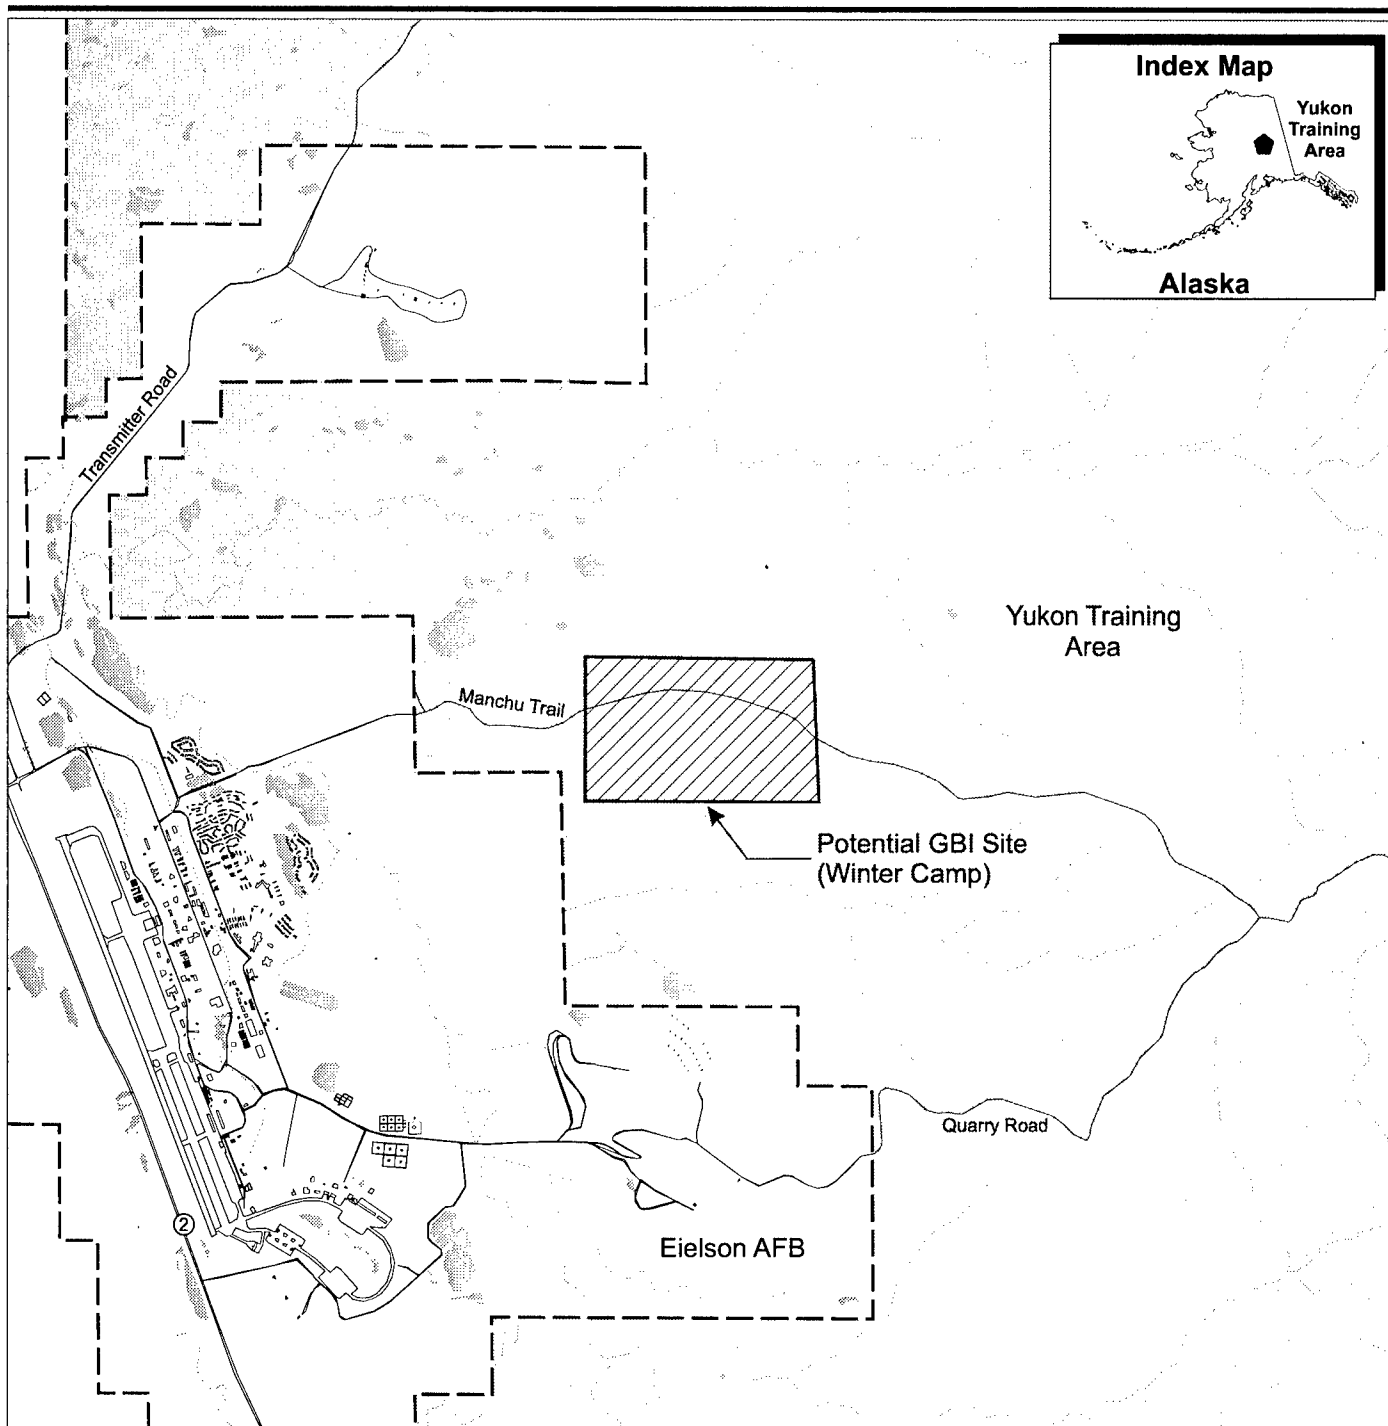 Index Map
Yukon
Training
Area
Alaska
Transmitter Road
Yukon Training
Area
Manchu Trail
Potential GBI Site
(Winter Camp)
Quarry Road
2
Eielson AFB